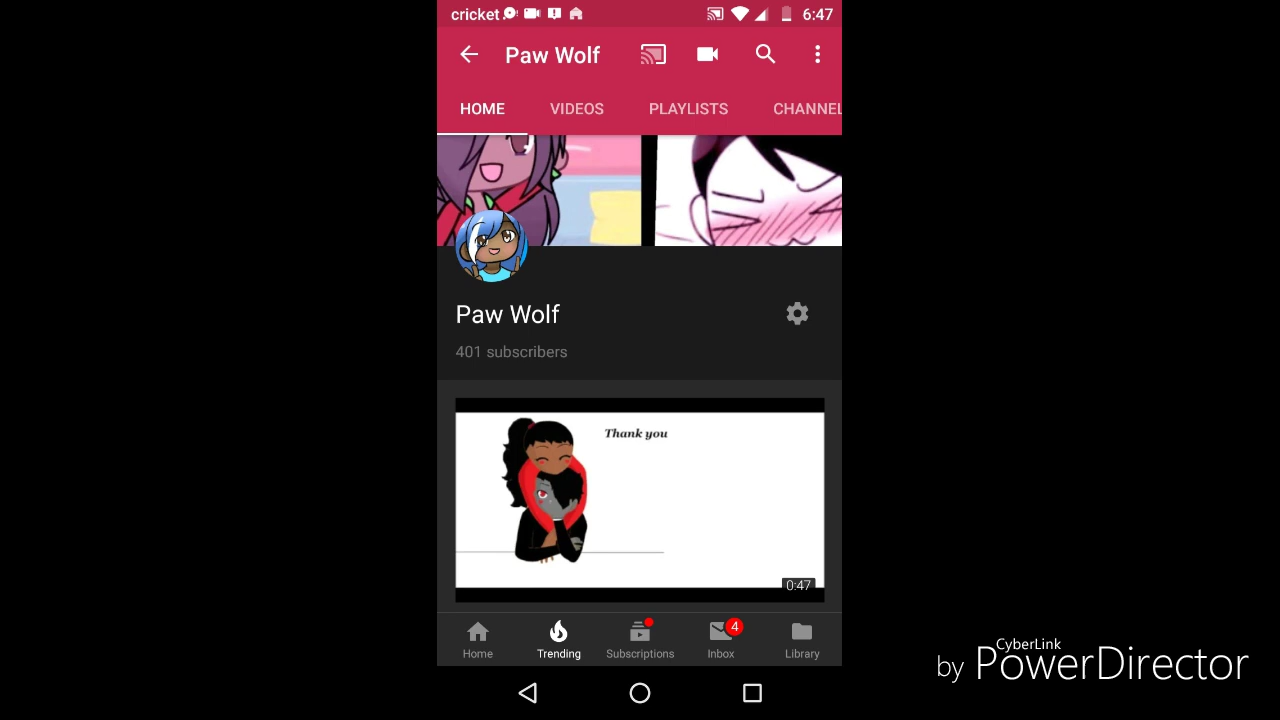 cricket 6:47
Paw Wolf
HOME VIDEOS PLAYLISTS CHANNEL
Paw Wolf
401 subscribers
Thank you
0:47
4
Home Trending Subscriptions Inbox Library
CyberLink
by PowerDirector